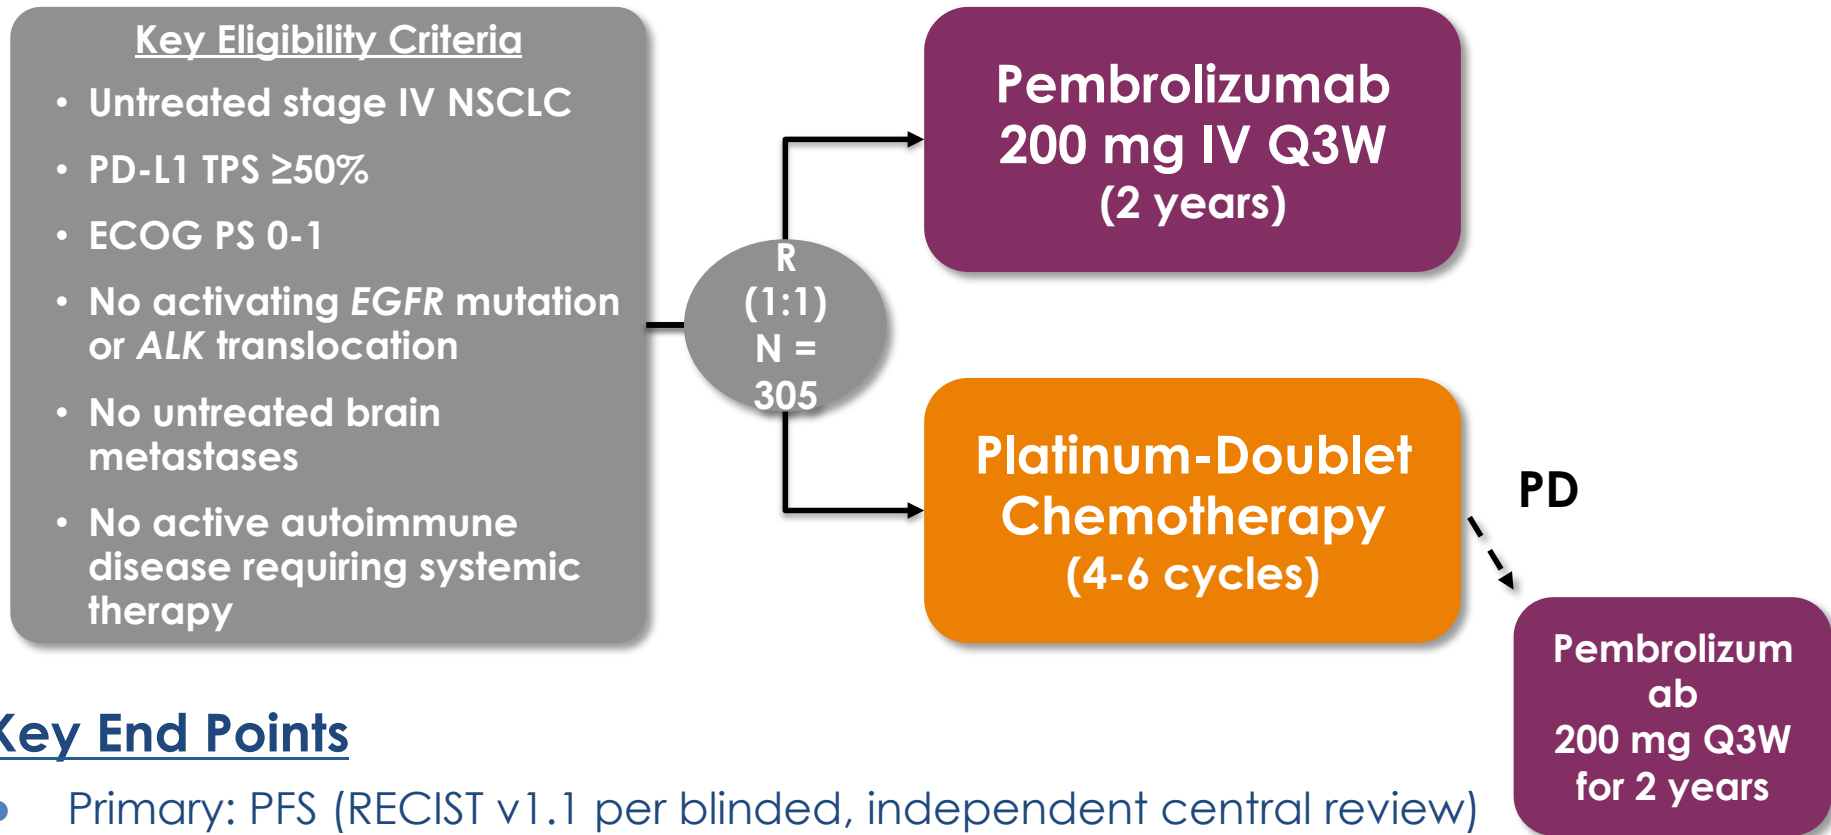 Key Eligibility Criteria
• Untreated stage IV NSCLC
• PD-L1 TPS ≥50%
• ECOG PS 0-1
• No activating EGFR mutation
or ALK translocation
• No untreated brain
metastases
• No active autoimmune
disease requiring systemic
therapy
R
(1:1)
N =
305
Pembrolizumab
200 mg IV Q3W
(2 years)
Platinum-Doublet
Chemotherapy
(4-6 cycles)
PD
Pembrolizum
ab
200 mg Q3W
for 2 years
Key End Points
• Primary: PFS (RECIST v1.1 per blinded, independent central review)